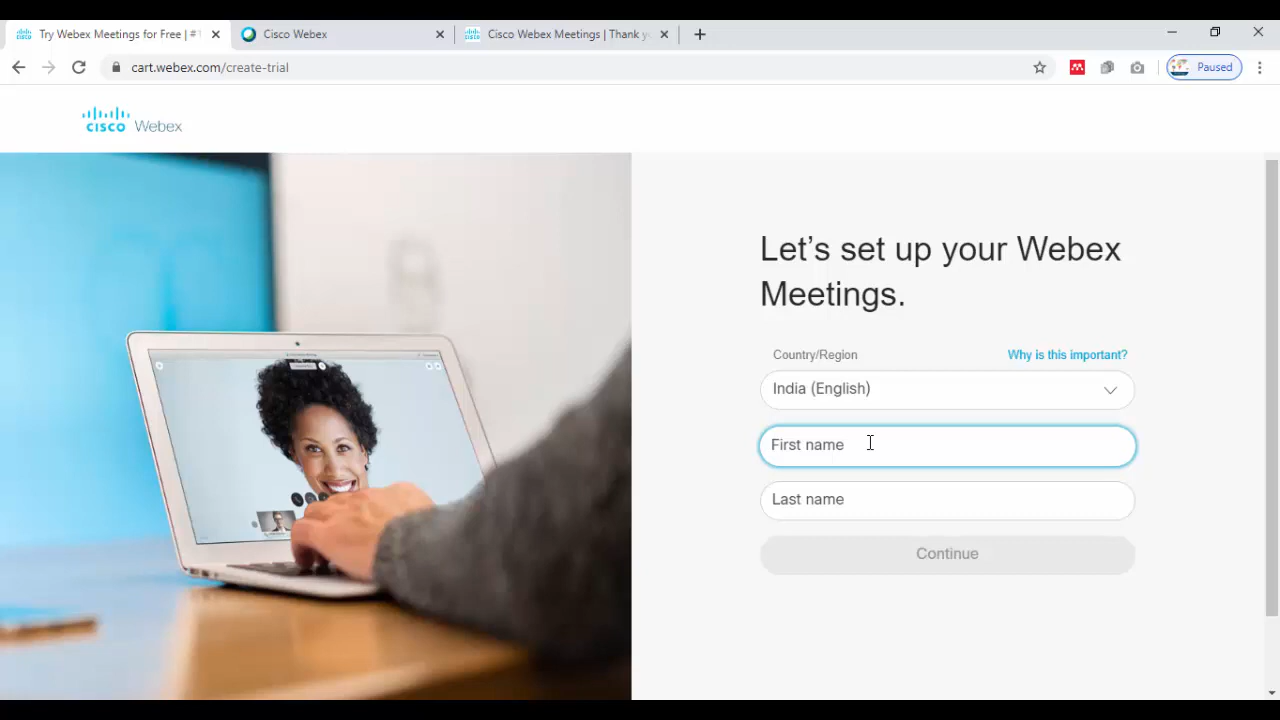 Try Webex Meetings for Free | #1
Cisco Webex
Cisco Webex Meetings | Thank y
cart.webex.com/create-trial
Paused
CISCO Webex
Let's set up your Webex
Meetings.
Country/Region
Why is this important?
India (English)
First name
Last name
Continue